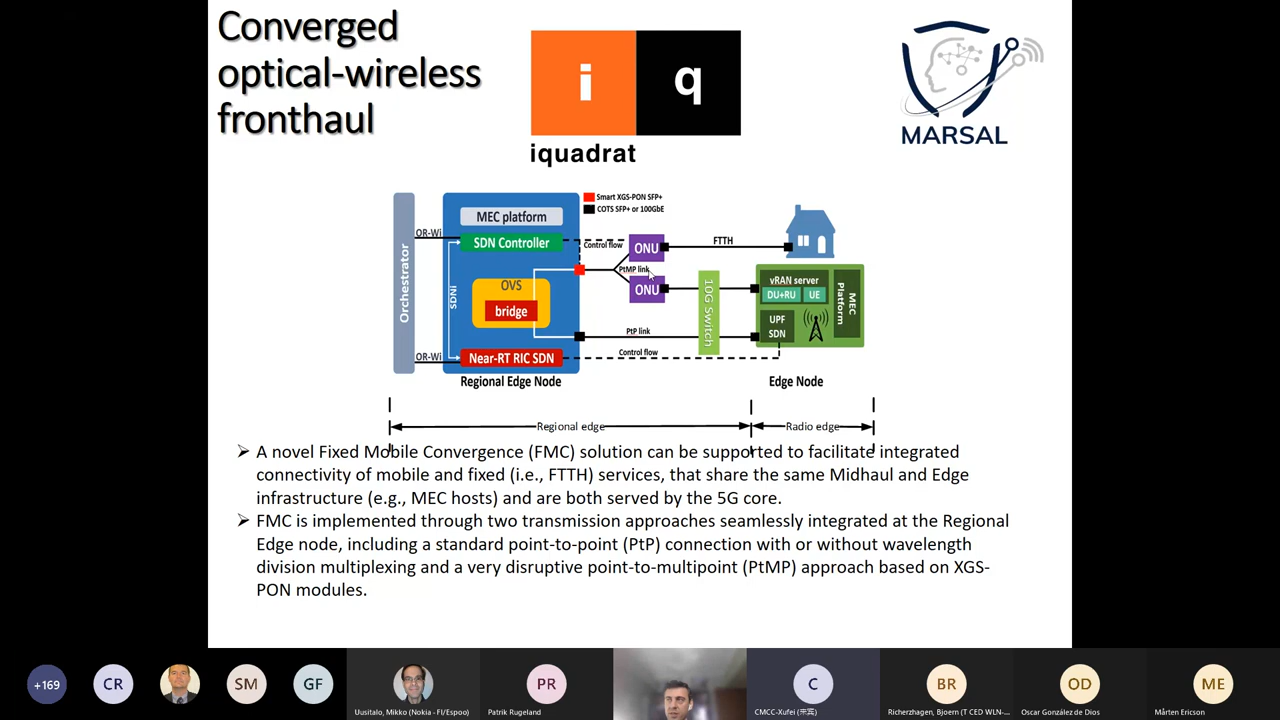 Converged
optical-wireless
fronthaul
i q
iquadrat
MARSAL
Smart XGS-PON SFP+
COTS SFP+ or 100GbE
Orchestrator
OR-Wi
OR-Wi
MEC platform
SDN Controller
SDNi
OVS
bridge
Near-RT RIC SDN
Regional Edge Node
Control flow
PtMP link
ONU
ONU
FTTH
10G Switch
PtP link
Control flow
vRAN server
DU+RU
UE
UPF
SDN
MEC
Platform
Edge Node
Regional edge
Radio edge
➢ A novel Fixed Mobile Convergence (FMC) solution can be supported to facilitate integrated
connectivity of mobile and fixed (i.e., FTTH) services, that share the same Midhaul and Edge
infrastructure (e.g., MEC hosts) and are both served by the 5G core.
➢ FMC is implemented through two transmission approaches seamlessly integrated at the Regional
Edge node, including a standard point-to-point (PtP) connection with or without wavelength
division multiplexing and a very disruptive point-to-multipoint (PtMP) approach based on XGS-
PON modules.
+169
CR
SM
GF
Uusitalo, Mikko (Nokia - FI/Espoo)
PR
Patrik Rugeland
C
BR
Richerzhagen, Bjoern (T CED WLN-...
OD
Oscar González de Dios
ME
Mårten Ericson